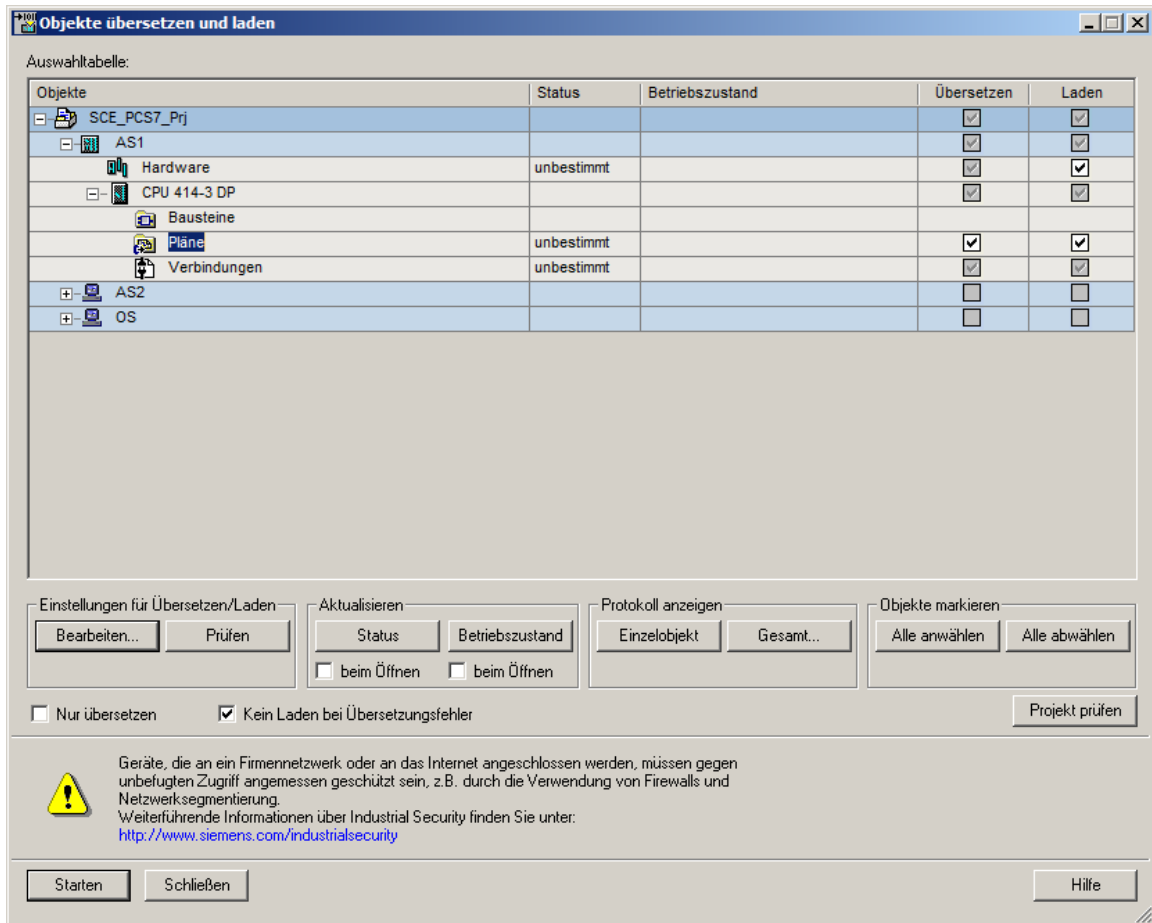 Objekte übersetzen und laden
Auswahltabelle:
Objekte Status Betriebszustand Übersetzen Laden
SCE_PCS7_Prj
AS1
Hardware unbestimmt
CPU 414-3 DP
Bausteine
Pläne unbestimmt
Verbindungen unbestimmt
AS2
OS
Einstellungen für Übersetzen/Laden Aktualisieren Protokoll anzeigen Objekte markieren
Bearbeiten... Prüfen Status Betriebszustand Einzelobjekt Gesamt... Alle anwählen Alle abwählen
beim Öffnen beim Öffnen
Nur übersetzen Kein Laden bei Übersetzungsfehler Projekt prüfen
Geräte, die an ein Firmennetzwerk oder an das Internet angeschlossen werden, müssen gegen
unbefugten Zugriff angemessen geschützt sein, z.B. durch die Verwendung von Firewalls und
Netzwerksegmentierung.
Weiterführende Informationen über Industrial Security finden Sie unter:
http://www.siemens.com/industrialsecurity
Starten Schließen Hilfe